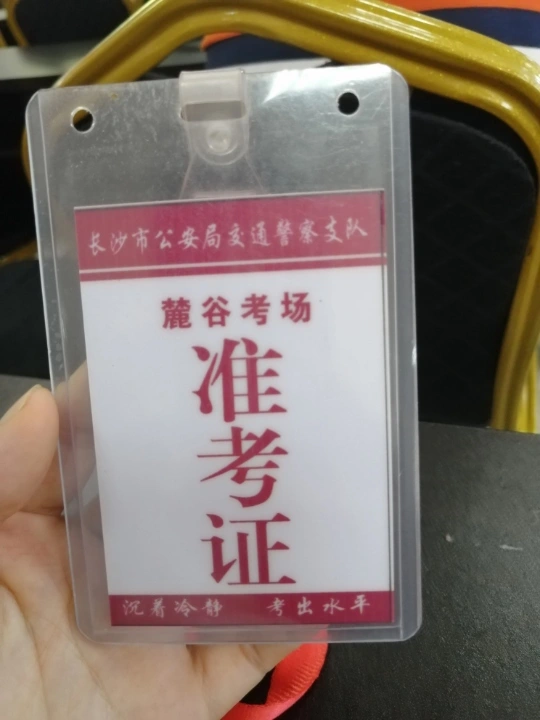 长沙市公安局交通警察支队
麓谷考场
准考证
沉着冷静 考出水平